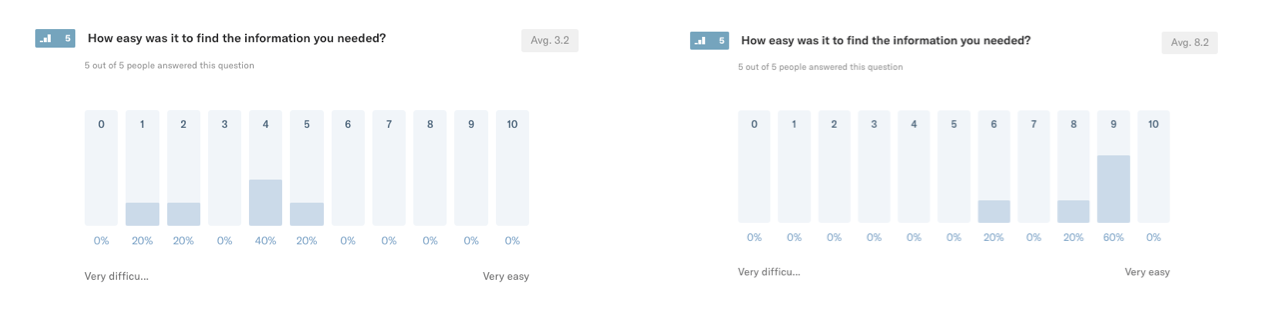 5 How easy was it to find the information you needed? Avg. 3.2
5 out of 5 people answered this question
0 1 2 3 4 5 6 7 8 9 10
0% 20% 20% 0% 40% 20% 0% 0% 0% 0% 0%
Very difficu... Very easy
5 How easy was it to find the information you needed? Avg. 8.2
5 out of 5 people answered this question
0 1 2 3 4 5 6 7 8 9 10
0% 0% 0% 0% 0% 0% 20% 0% 20% 60% 0%
Very difficu... Very easy